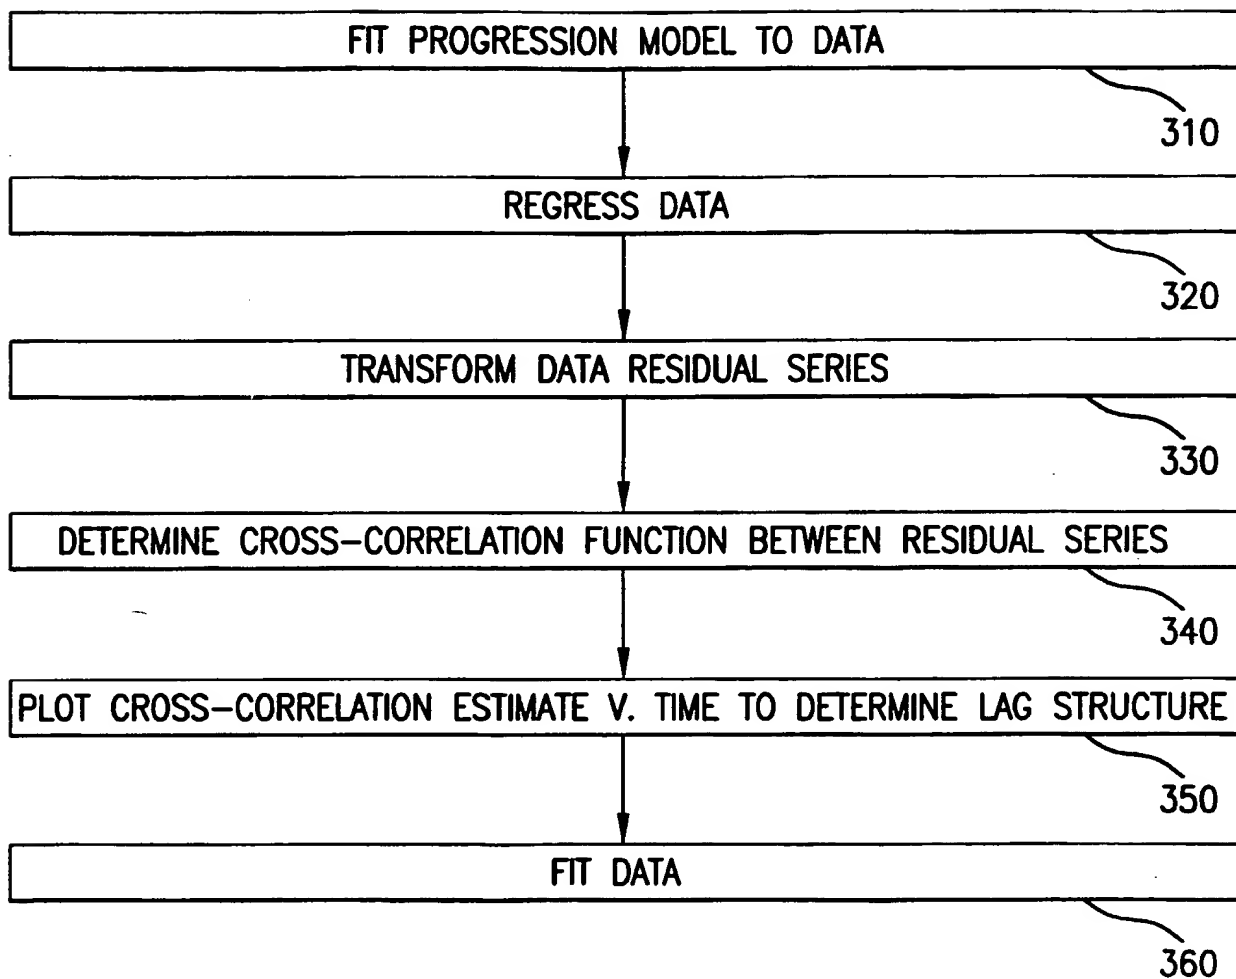 FIT PROGRESSION MODEL TO DATA
310
REGRESS DATA
320
TRANSFORM DATA RESIDUAL SERIES
330
DETERMINE CROSS-CORRELATION FUNCTION BETWEEN RESIDUAL SERIES
340
PLOT CROSS-CORRELATION ESTIMATE V. TIME TO DETERMINE LAG STRUCTURE
350
FIT DATA
360